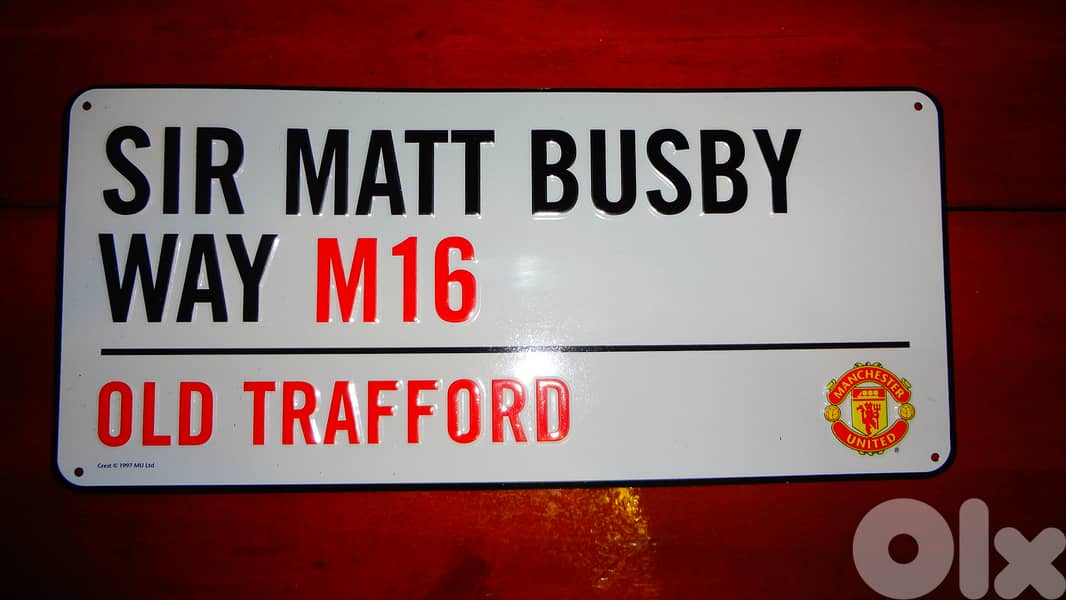 SIR MATT BUSBY
WAY M16
OLD TRAFFORD
MANCHESTER
UNITED
®
Crest © 1997 MU Ltd
Olx